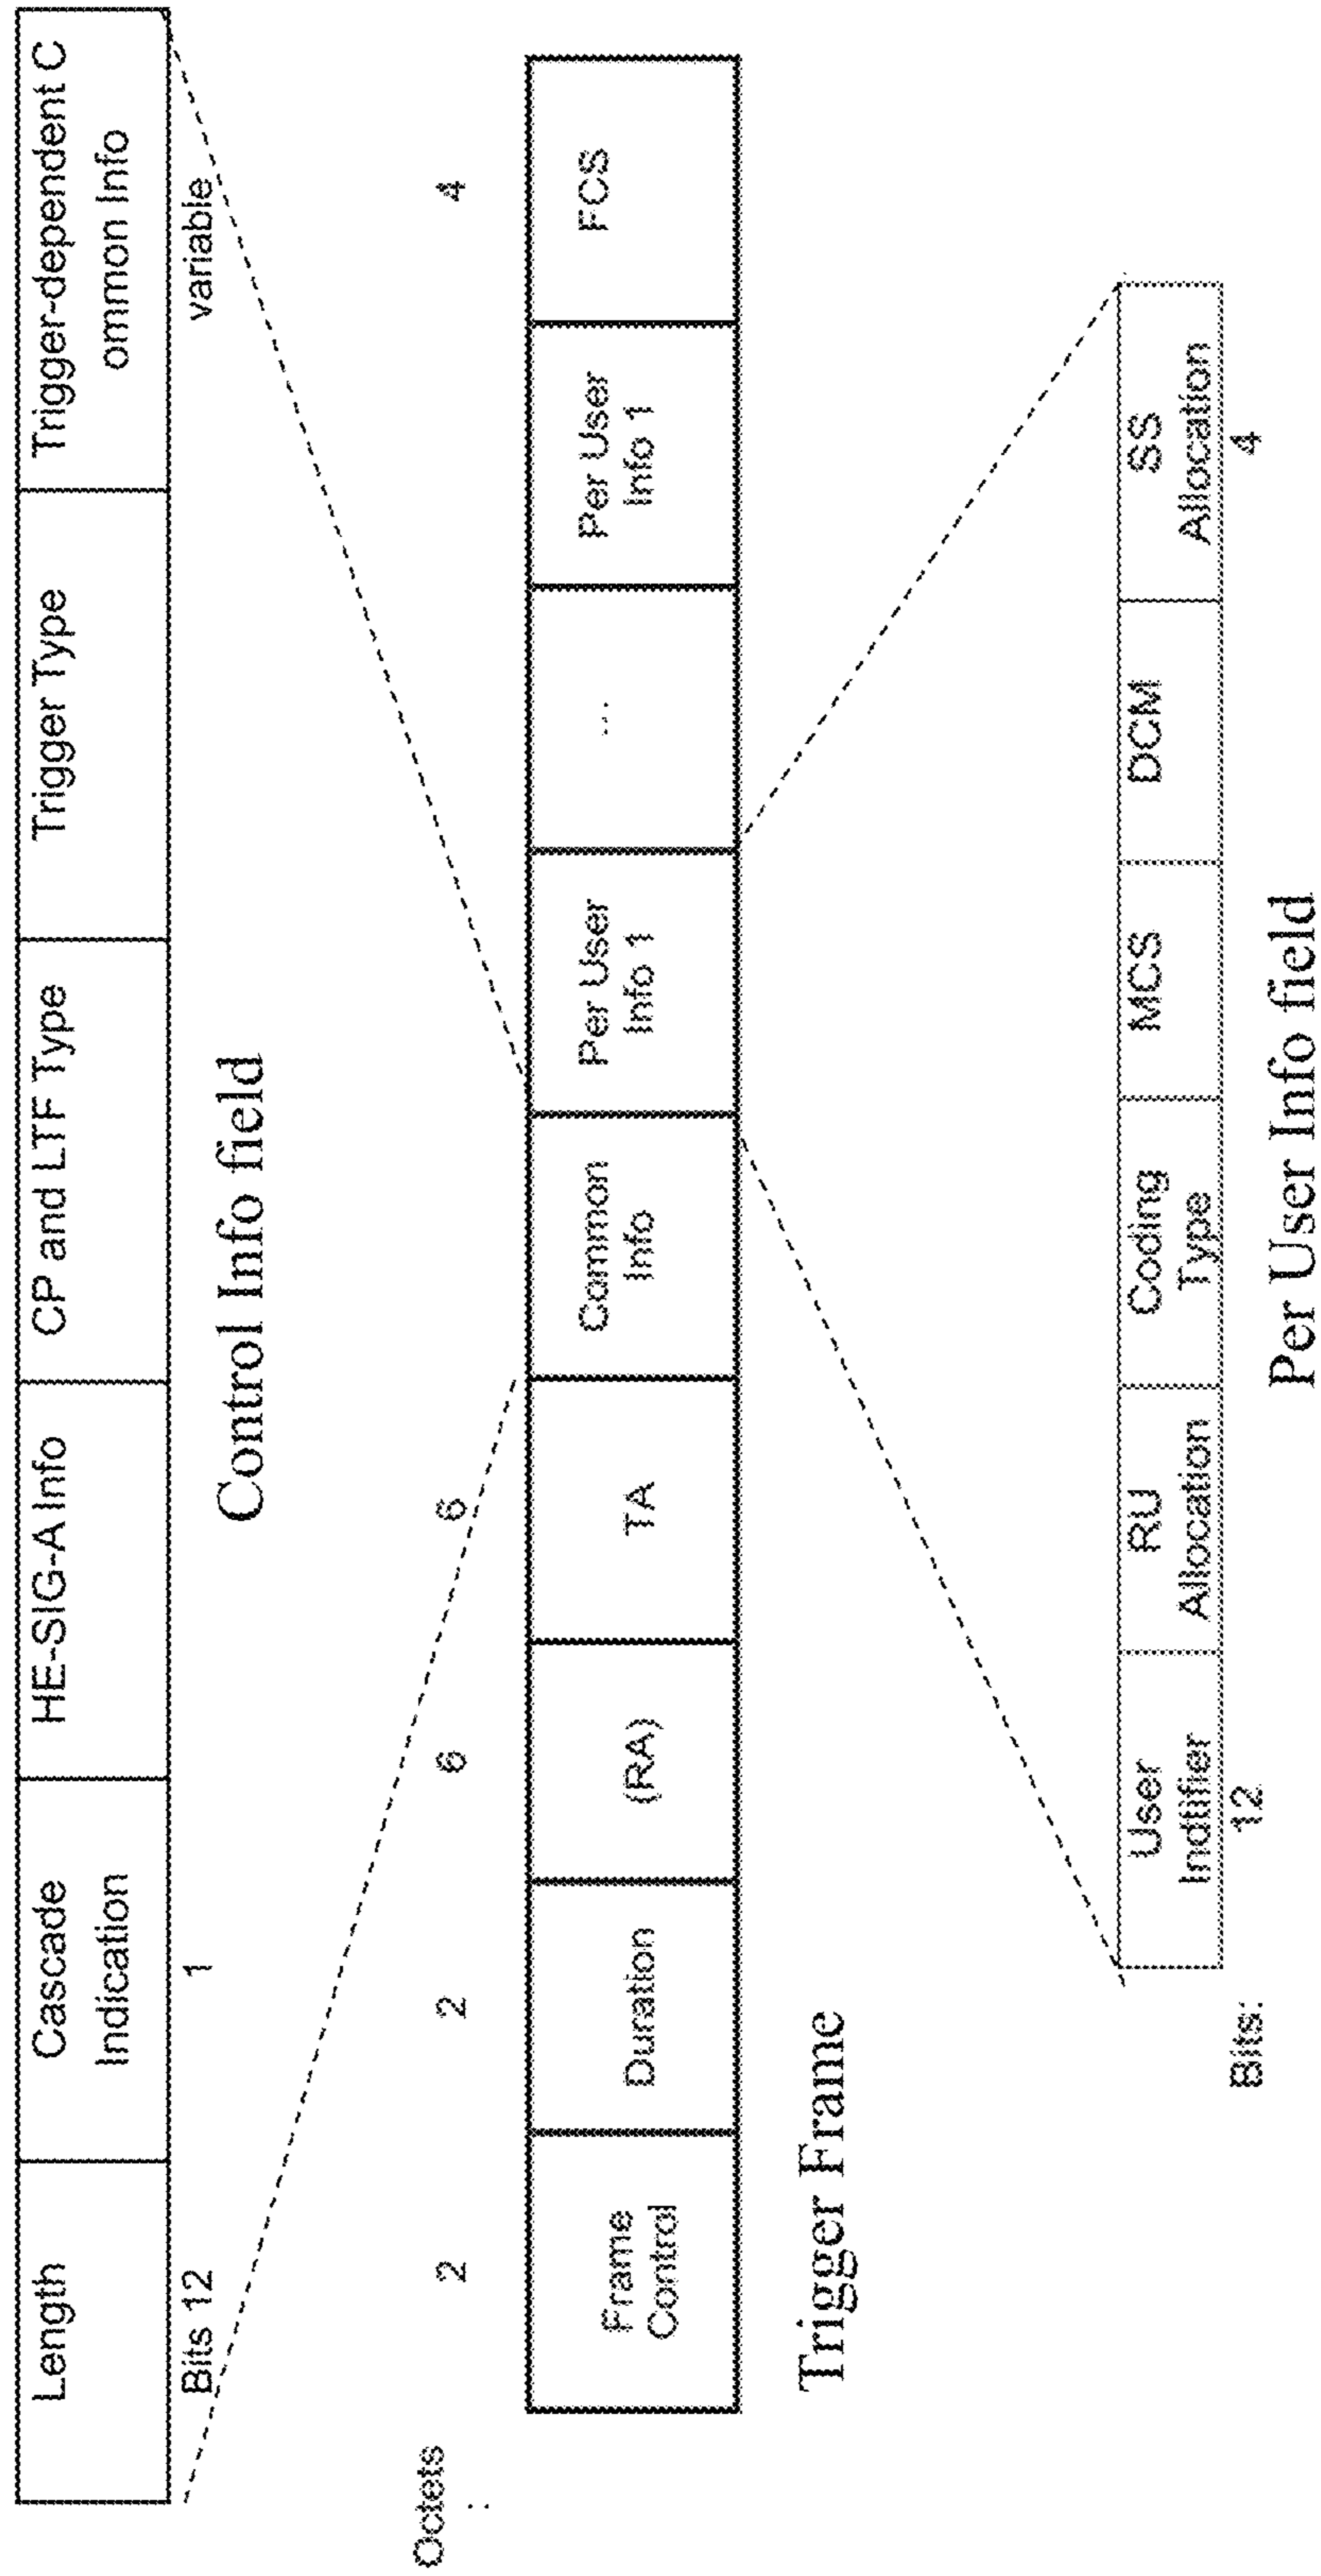 Length
Cascade
Indication
HE-SIG-A Info
CP and LTF Type
Trigger Type
Trigger-dependent C
ommon Info
Bits 12
1
variable
Control Info field
Octets
:
2
2
6
6
4
Frame
Control
Duration
(RA)
TA
Common
Info
Per User
Info 1
...
Per User
Info 1
FCS
Trigger Frame
User
Indtifier
RU
Allocation
Coding
Type
MCS
DCM
SS
Allocation
Bits:
12
4
Per User Info field